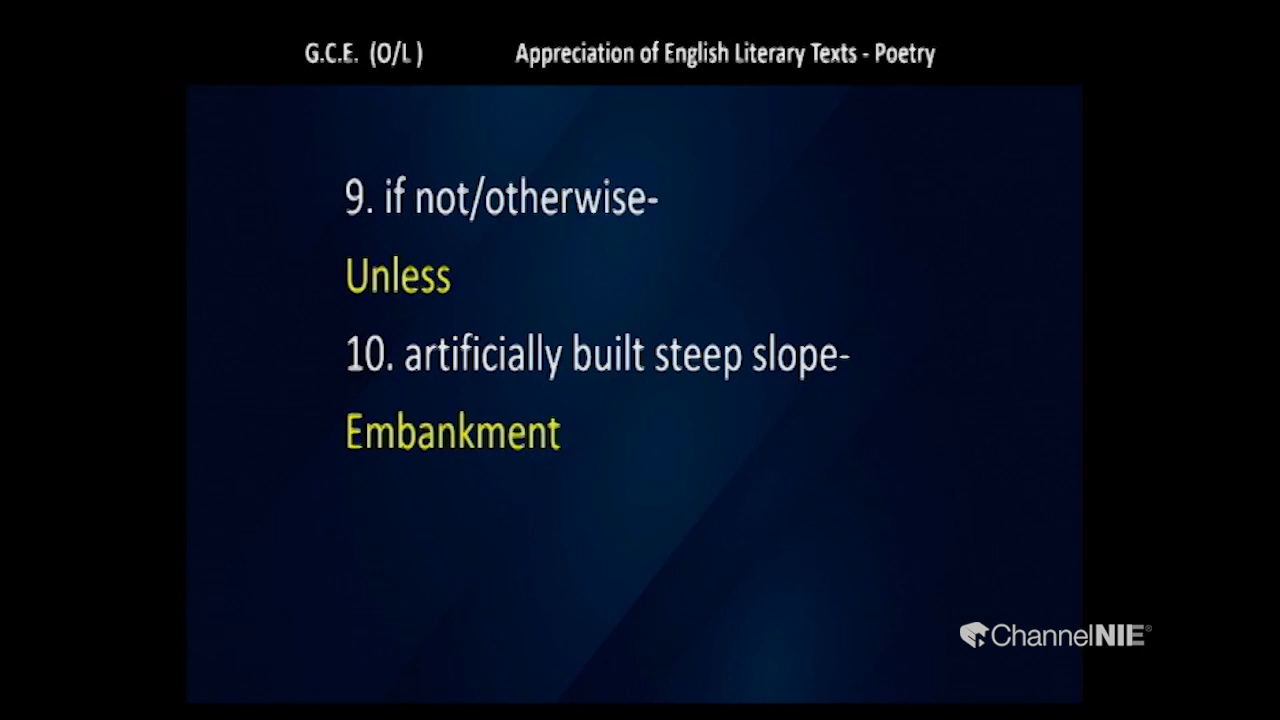 G.C.E. (O/L ) Appreciation of English Literary Texts - Poetry
9. if not/otherwise-
Unless
10. artificially built steep slope-
Embankment
ChannelNIE®